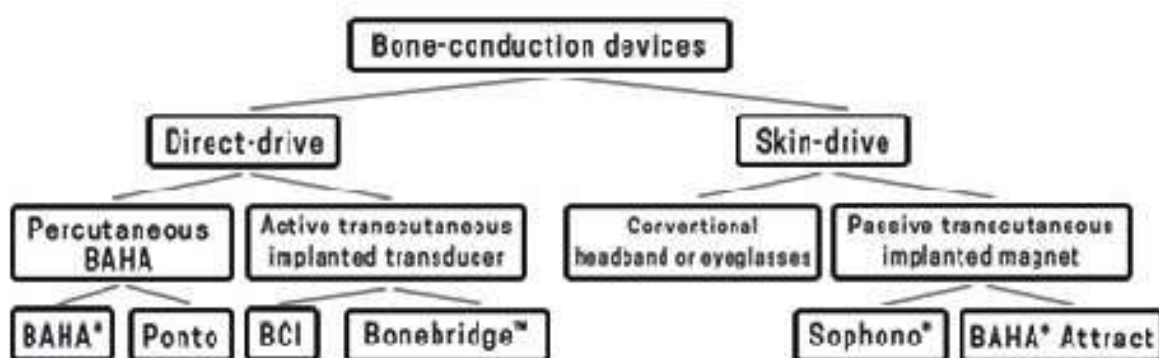 Bone-conduction devices
Direct-drive
Skin-drive
Percutaneous
BAHA
Active transcutaneous
implanted transducer
Conventional
headband or eyeglasses
Passive transcutaneous
implanted magnet
BAHA®
Ponto
BCI
Bonebridge™
Sophono®
BAHA® Attract